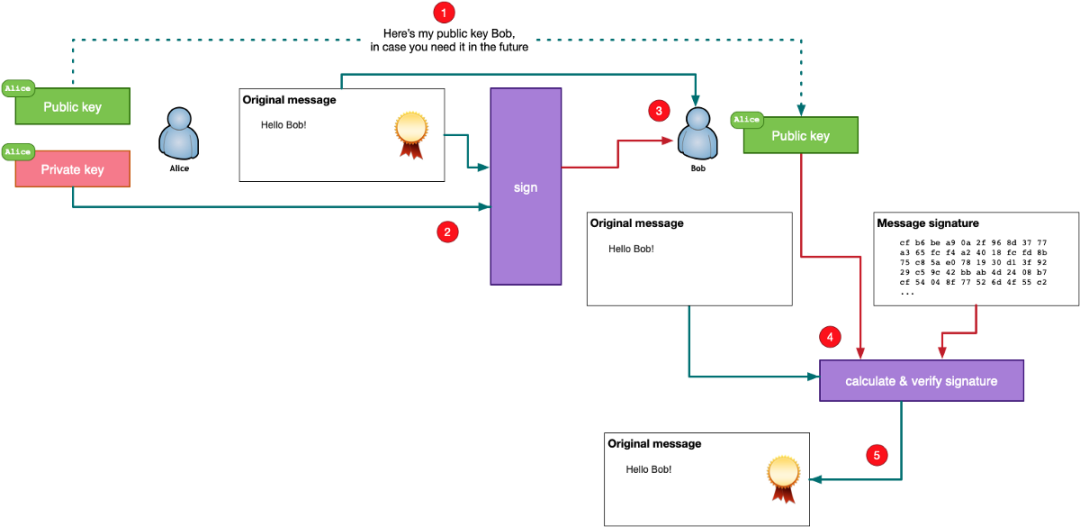 1
Here's my public key Bob,
in case you need it in the future
Alice
Public key
Alice
Private key
Alice
Original message
Hello Bob!
2
sign
3
Bob
Alice
Public key
Original message
Hello Bob!
Message signature
cf b6 be a9 0a 2f 96 8d 37 77
a3 65 fc f4 a2 40 18 fc fd 8b
75 c8 5a e0 78 19 30 d1 3f 92
29 c5 9c 42 bb ab 4d 24 08 b7
cf 54 04 8f 77 52 6d 4f 55 c2
...
4
calculate & verify signature
5
Original message
Hello Bob!